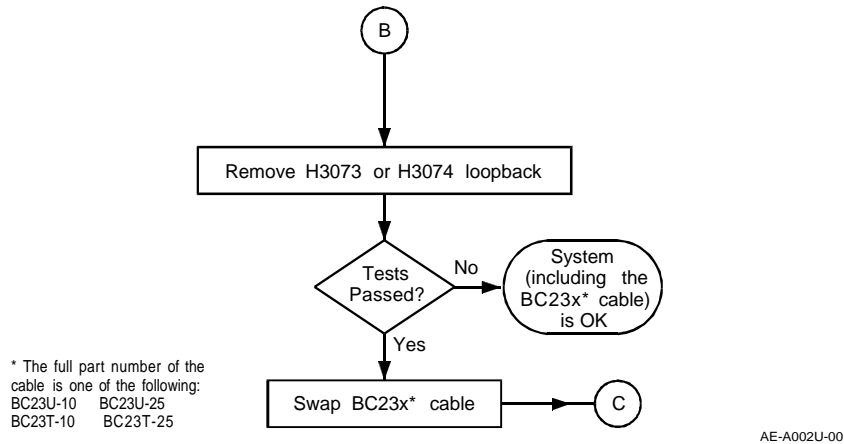 B
Remove H3073 or H3074 loopback
Tests
Passed?
No
System
(including the
BC23x* cable)
is OK
Yes
Swap BC23x* cable
C
* The full part number of the
cable is one of the following:
BC23U-10 BC23U-25
BC23T-10 BC23T-25
AE-A002U-00